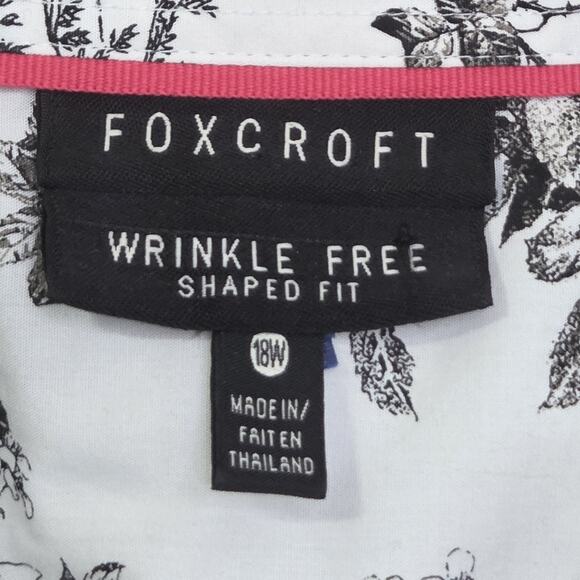 FOXCROFT
WRINKLE FREE
SHAPED FIT
18W
MADE IN/
FAIT EN
THAILAND